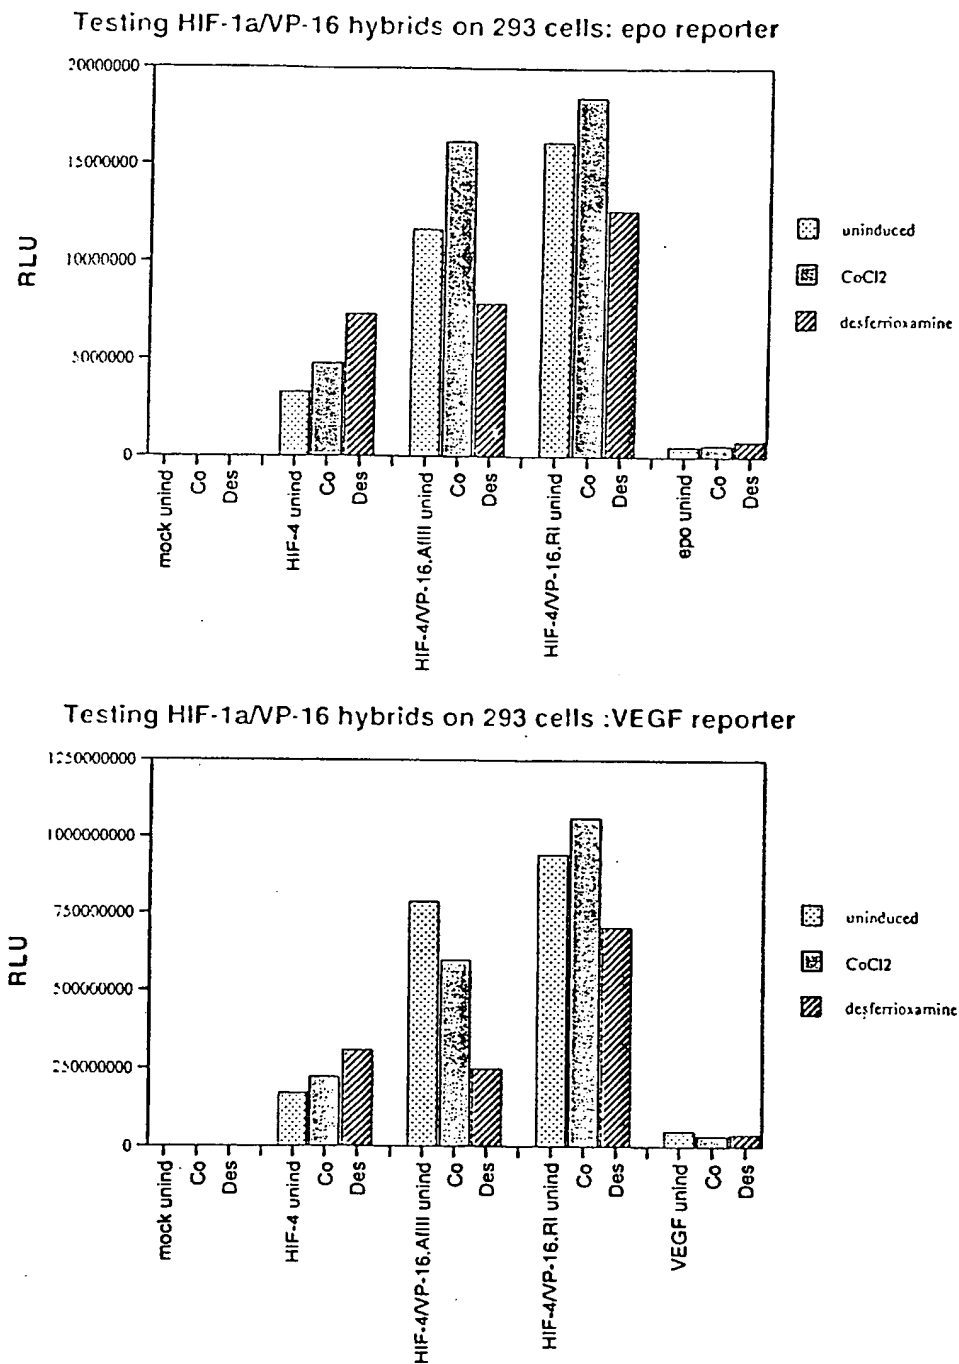 Testing HIF-1a/VP-16 hybrids on 293 cells: epo reporter
20000000
15000000
10000000
5000000
0
RLU
mock unind
Co
Des
HIF-4 unind
Co
Des
HIF-4/VP-16.AflII unind
Co
Des
HIF-4/VP-16.RI unind
Co
Des
epo unind
Co
Des
uninduced
CoCl2
desferrioxamine
Testing HIF-1a/VP-16 hybrids on 293 cells :VEGF reporter
1250000000
1000000000
750000000
500000000
250000000
0
RLU
mock unind
Co
Des
HIF-4 unind
Co
Des
HIF-4/VP-16.AflII unind
Co
Des
HIF-4/VP-16.RI unind
Co
Des
VEGF unind
Co
Des
uninduced
CoCl2
desferrioxamine